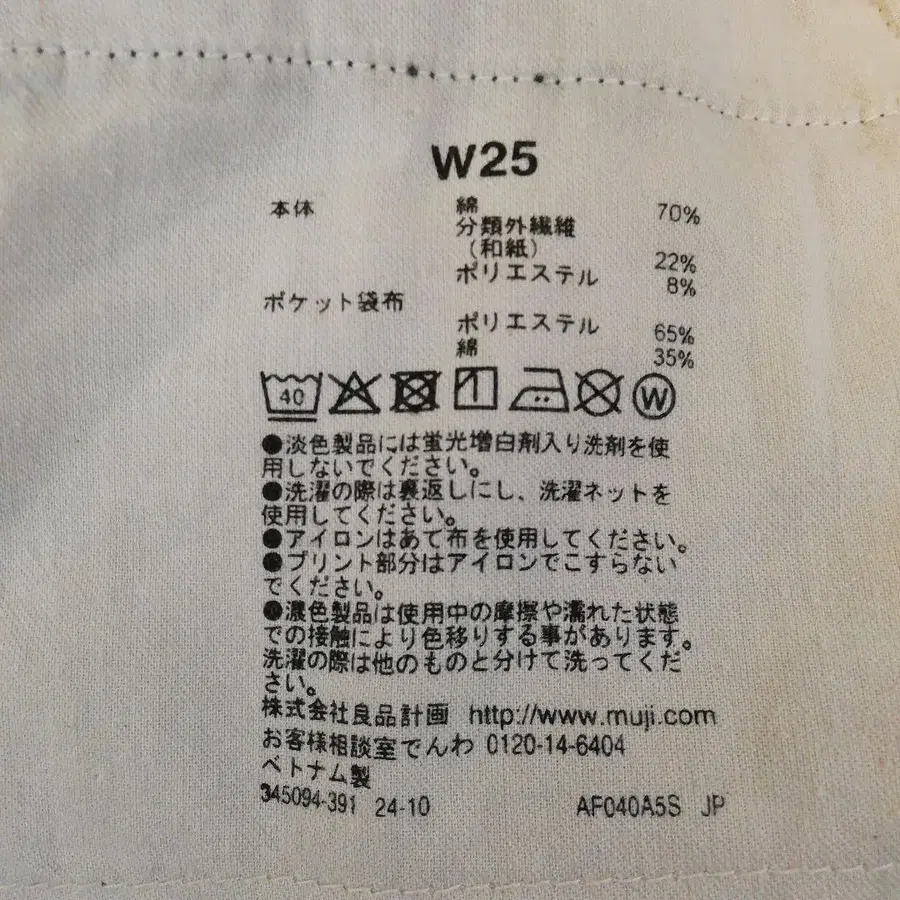 W25
本体 綿 70%
分類外繊維
（和紙） 22%
ポリエステル 8%
ポケット袋布
ポリエステル 65%
綿 35%
40 W
●淡色製品には蛍光増白剤入り洗剤を使
用しないでください。
●洗濯の際は裏返しにし、洗濯ネットを
使用してください。
●アイロンはあて布を使用してください。
●プリント部分はアイロンでこすらない
でください。
●濃色製品は使用中の摩擦や濡れた状態
での接触により色移りする事があります。
洗濯の際は他のものと分けて洗ってくだ
さい。
株式会社良品計画 http://www.muji.com
お客様相談室でんわ 0120-14-6404
ベトナム製
345094-391 24-10 AF040A5S JP